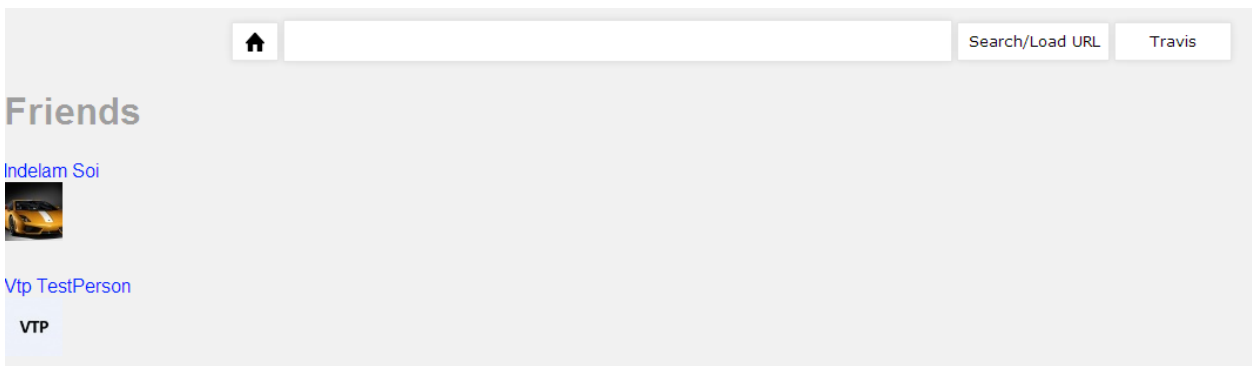 Search/Load URL Travis
Friends
Indelam Soi
Vtp TestPerson
VTP